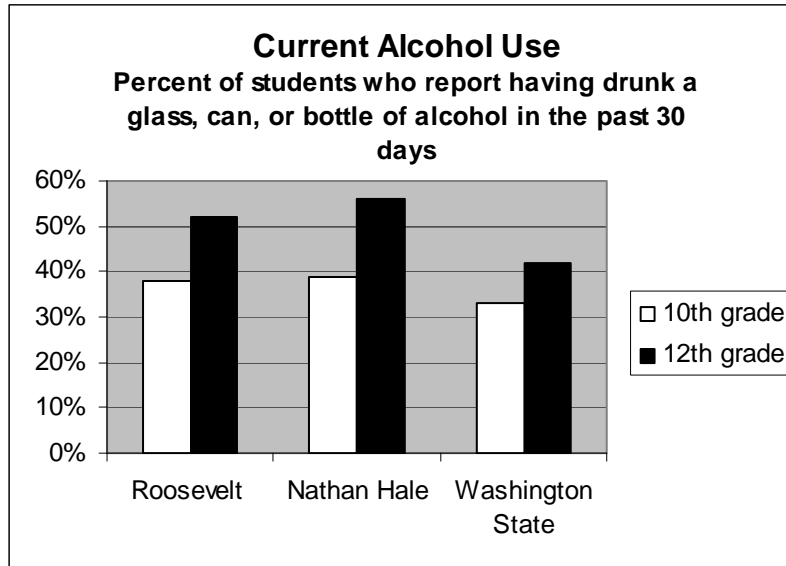 Current Alcohol Use
Percent of students who report having drunk a
glass, can, or bottle of alcohol in the past 30
days
60%
50%
40%
30%
20%
10%
0%
Roosevelt
Nathan Hale
Washington
State
10th grade
12th grade